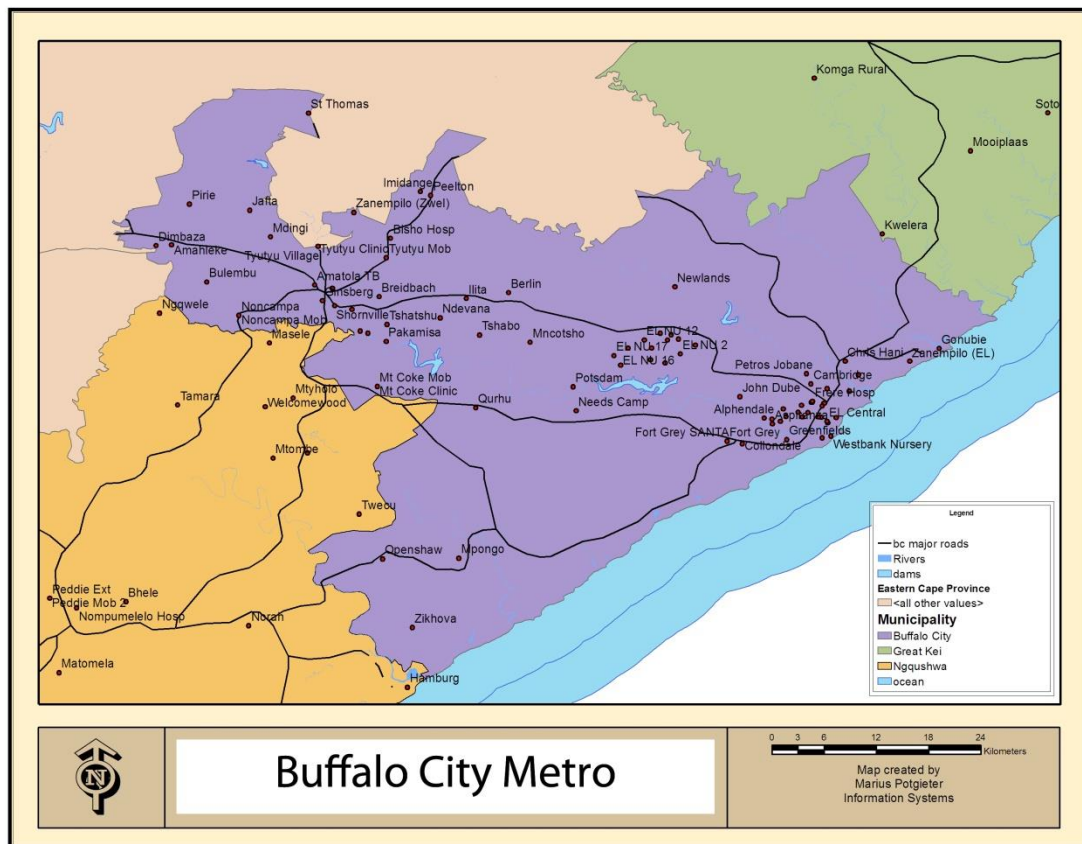 Komga Rural
St Thomas
Soto
Mooiplaas
Imidange
Peelton
Pirie
Jafta
Zanempilo (Zwel)
Kwelera
Mdingi
Bisho Hosp
Dimbaza
Amahleke
Tyutyu Village
Tyutyu Clinic
Tyutyu Mob
Bulembu
Amatola TB
Newlands
Ginsberg
Breidbach
Ilita
Berlin
Ngqwele
Noncampa
Noncampa Mob
Shornville
Tshatshu
Ndevana
Pakamisa
Tshabo
Mncotsho
EL NU 12
EL NU 17
EL NU 2
EL NU 16
Masele
Gonubie
Chris Hani
Zanempilo (EL)
Petros Jobane
Cambridge
Mt Coke Mob
Mt Coke Clinic
Potsdam
John Dube
Frere Hosp
Mtyholo
Welcomewood
Tamara
Qurhu
Needs Camp
Alphendale
EL Central
Greenfields
Fort Grey SANTA
Fort Grey
Collondale
Westbank Nursery
Mtombe
Twecu
Openshaw
Mpongo
Peddie Ext
Peddie Mob 2
Bhele
Nompumelelo Hosp
Norah
Zikhova
Matomela
Hamburg
Legend
bc major roads
Rivers
dams
Eastern Cape Province
<all other values>
Municipality
Buffalo City
Great Kei
Ngqushwa
ocean
N
Buffalo City Metro
0 3 6 12 18 24
Kilometers
Map created by
Marius Potgieter
Information Systems